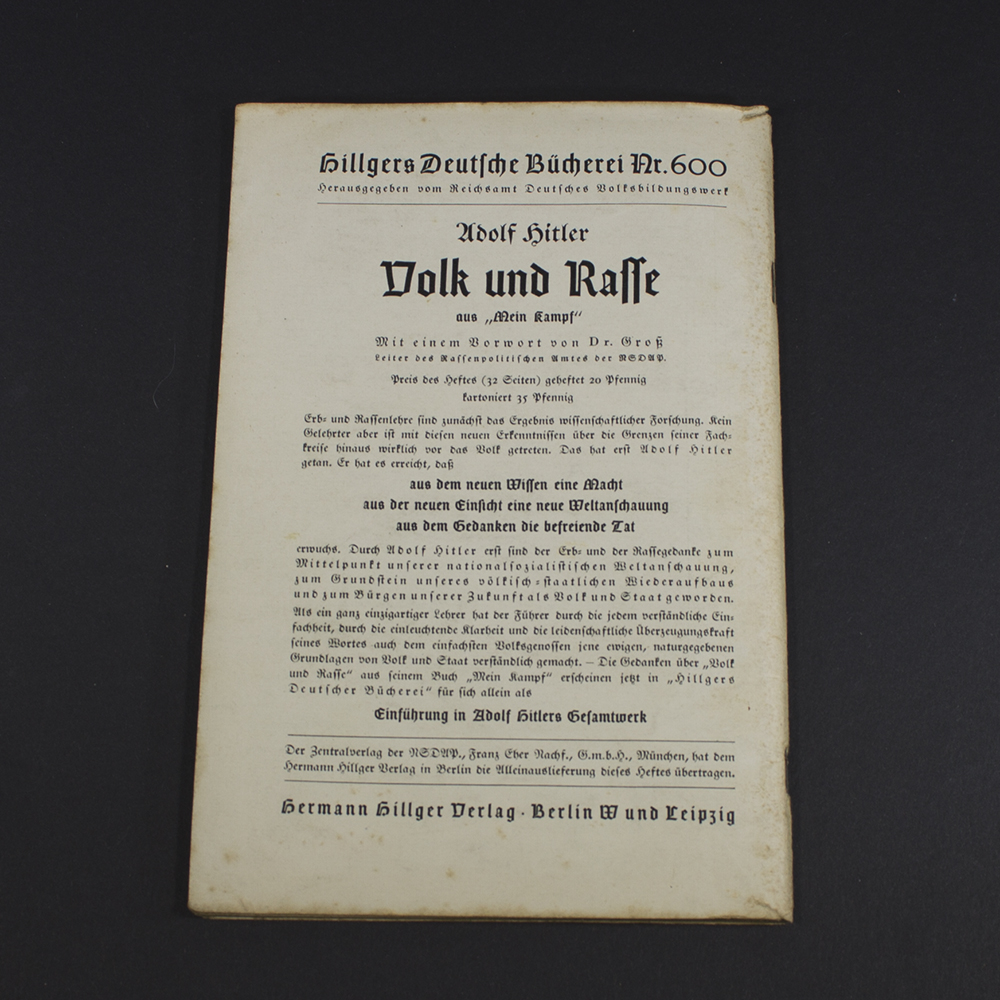 Hillgers Deutsche Bücherei Nr. 600
Herausgegeben vom Reichsamt Deutsches Volksbildungswerk
Adolf Hitler
Volk und Rasse
aus „Mein Kampf“
Mit einem Vorwort von Dr. Groß
Leiter des Rassenpolitischen Amtes der NSDAP.
Preis des Heftes (32 Seiten) geheftet 20 Pfennig
kartoniert 35 Pfennig
Erb- und Rassenlehre sind zunächst das Ergebnis wissenschaftlicher Forschung. Kein
Gelehrter aber ist mit diesen neuen Erkenntnissen über die Grenzen seiner Fach-
kreise hinaus wirklich vor das Volk getreten. Das hat erst Adolf Hitler
getan. Er hat es erreicht, daß
aus dem neuen Wissen eine Macht
aus der neuen Einsicht eine neue Weltanschauung
aus dem Gedanken die befreiende Tat
erwuchs. Durch Adolf Hitler erst sind der Erb- und der Rassegedanke zum
Mittelpunkt unserer nationalsozialistischen Weltanschauung,
zum Grundstein unseres völkisch-staatlichen Wiederaufbaus
und zum Bürgen unserer Zukunft als Volk und Staat geworden.
Als ein ganz einzigartiger Lehrer hat der Führer durch die jedem verständliche Ein-
fachheit, durch die einleuchtende Klarheit und die leidenschaftliche Überzeugungskraft
seines Wortes auch dem einfachsten Volksgenossen jene ewigen, naturgegebenen
Grundlagen von Volk und Staat verständlich gemacht. — Die Gedanken über „Volk
und Rasse“ aus seinem Buch „Mein Kampf“ erscheinen jetzt in „Hillgers
Deutscher Bücherei“ für sich allein als
Einführung in Adolf Hitlers Gesamtwerk
Der Zentralverlag der NSDAP., Franz Eher Nachf., G.m.b.H., München, hat dem
Hermann Hillger Verlag in Berlin die Alleinauslieferung dieses Heftes übertragen.
Hermann Hillger Verlag · Berlin W und Leipzig